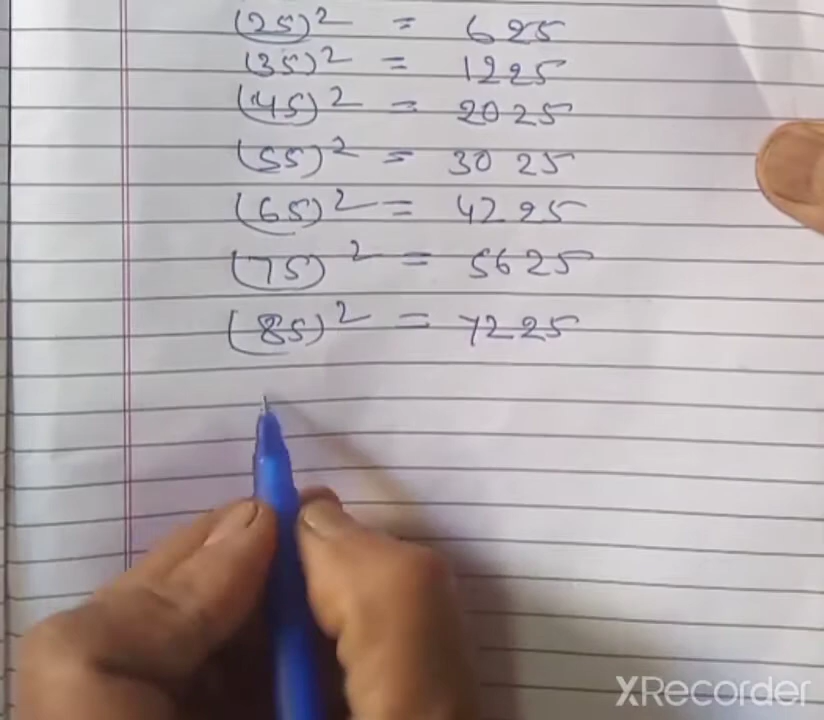 (25)² = 625
(35)² = 1225
(45)² = 2025
(55)² = 3025
(65)² = 4225
(75)² = 5625
(85)² = 7225
XRecorder